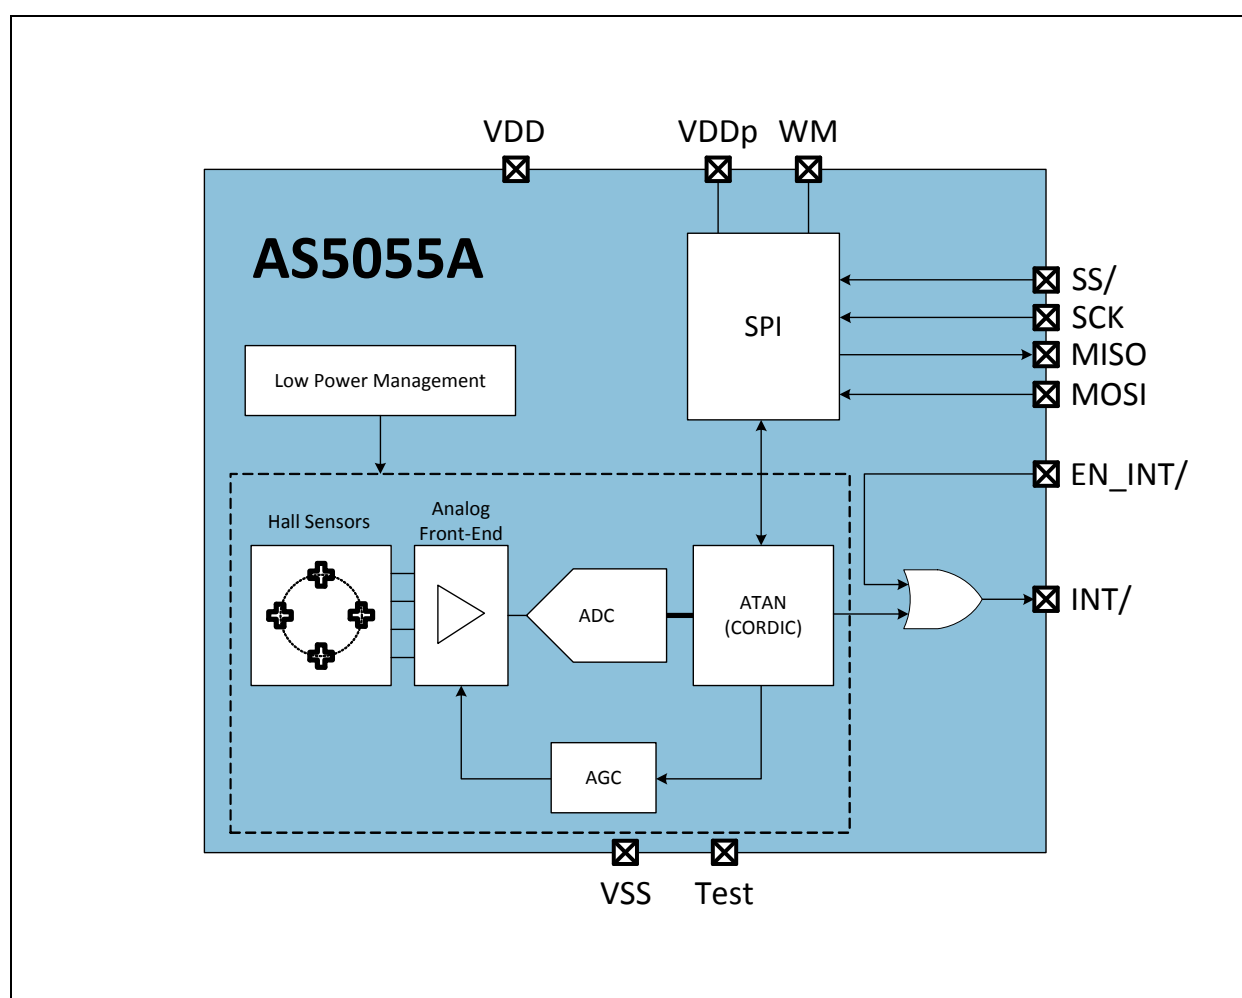 VDD
VDDp
WM
AS5055A
SS/
SCK
SPI
MISO
Low Power Management
MOSI
EN_INT/
Hall Sensors
Analog
Front-End
ADC
ATAN
(CORDIC)
INT/
AGC
VSS
Test